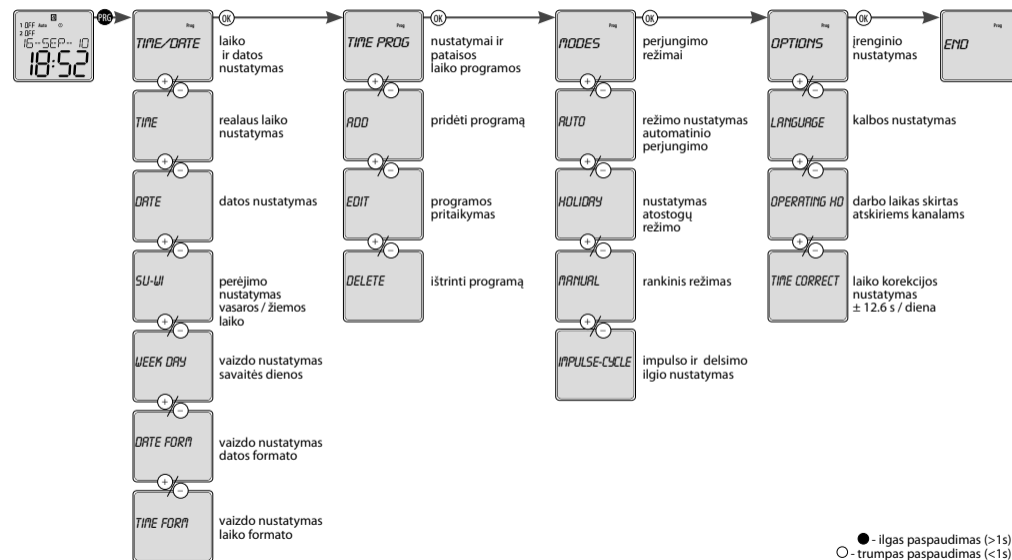 1 OFF Auto
2 OFF
16-SEP-10
18:52
PRG
Prog
TIME/DATE
laiko
ir datos
nustatymas
+
-
TIME
realaus laiko
nustatymas
+
-
DATE
datos nustatymas
+
-
SU-WI
perėjimo
nustatymas
vasaros / žiemos
laiko
+
-
WEEK DAY
vaizdo nustatymas
savaitės dienos
+
-
DATE FORM
vaizdo nustatymas
datos formato
+
-
TIME FORM
vaizdo nustatymas
laiko formato
OK
Prog
TIME PROG
nustatymai ir
pataisos
laiko programos
+
-
ADD
pridėti programą
+
-
EDIT
programos
pritaikymas
+
-
DELETE
ištrinti programą
OK
Prog
MODES
perjungimo
režimai
+
-
AUTO
režimo nustatymas
automatinio
perjungimo
+
-
HOLIDAY
nustatymas
atostogų
režimo
+
-
MANUAL
rankinis režimas
+
-
IMPULSE-CYCLE
impulso ir delsimo
ilgio nustatymas
OK
Prog
OPTIONS
įrenginio
nustatymas
+
-
LANGUAGE
kalbos nustatymas
+
-
OPERATING HO
darbo laikas skirtas
atskiriems kanalams
+
-
TIME CORRECT
laiko korekcijos
nustatymas
± 12.6 s / diena
OK
Prog
END
● - ilgas paspaudimas (>1s)
○ - trumpas paspaudimas (<1s)